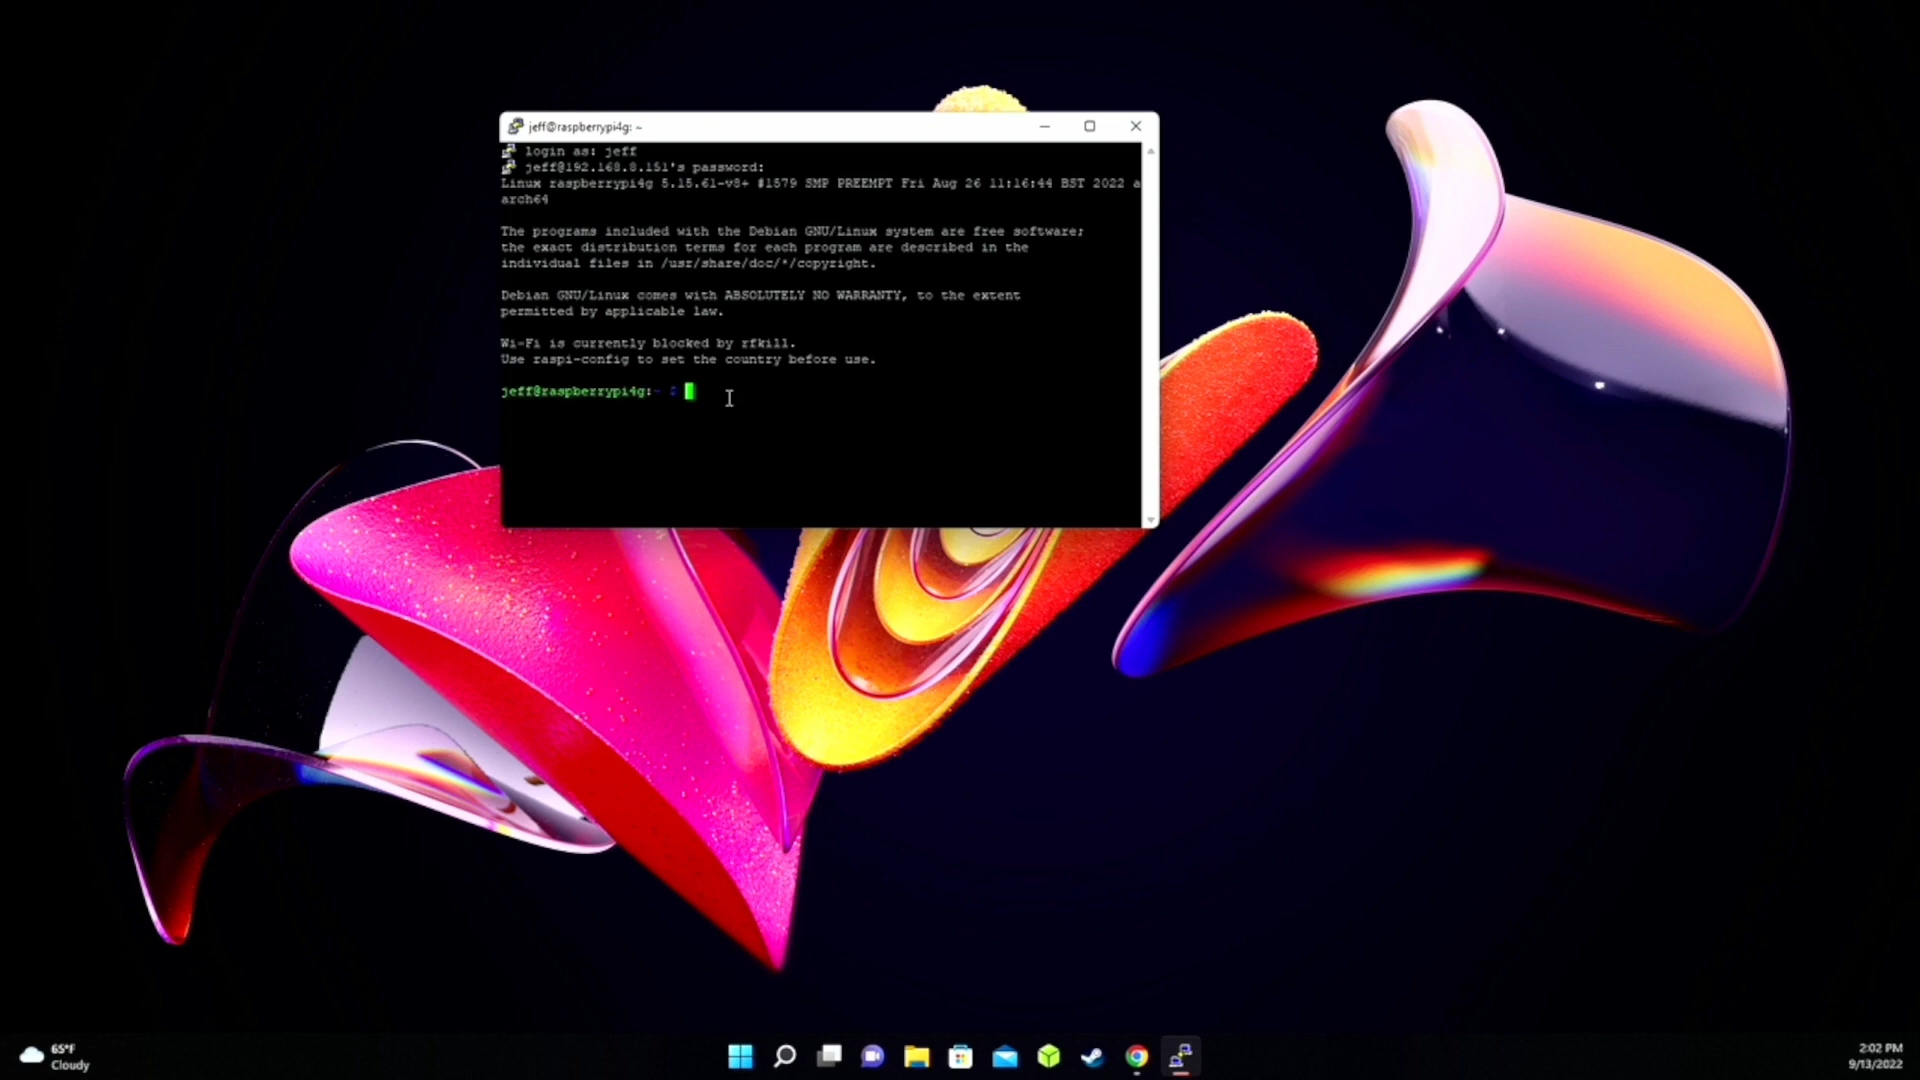 jeff@raspberrypi4g: ~
login as: jeff
jeff@192.168.8.151's password:
Linux raspberrypi4g 5.15.61-v8+ #1579 SMP PREEMPT Fri Aug 26 11:16:44 BST 2022 a
arch64
The programs included with the Debian GNU/Linux system are free software;
the exact distribution terms for each program are described in the
individual files in /usr/share/doc/*/copyright.
Debian GNU/Linux comes with ABSOLUTELY NO WARRANTY, to the extent
permitted by applicable law.
Wi-Fi is currently blocked by rfkill.
Use raspi-config to set the country before use.
jeff@raspberrypi4g:~ $
65°F
Cloudy
2:02 PM
9/13/2022